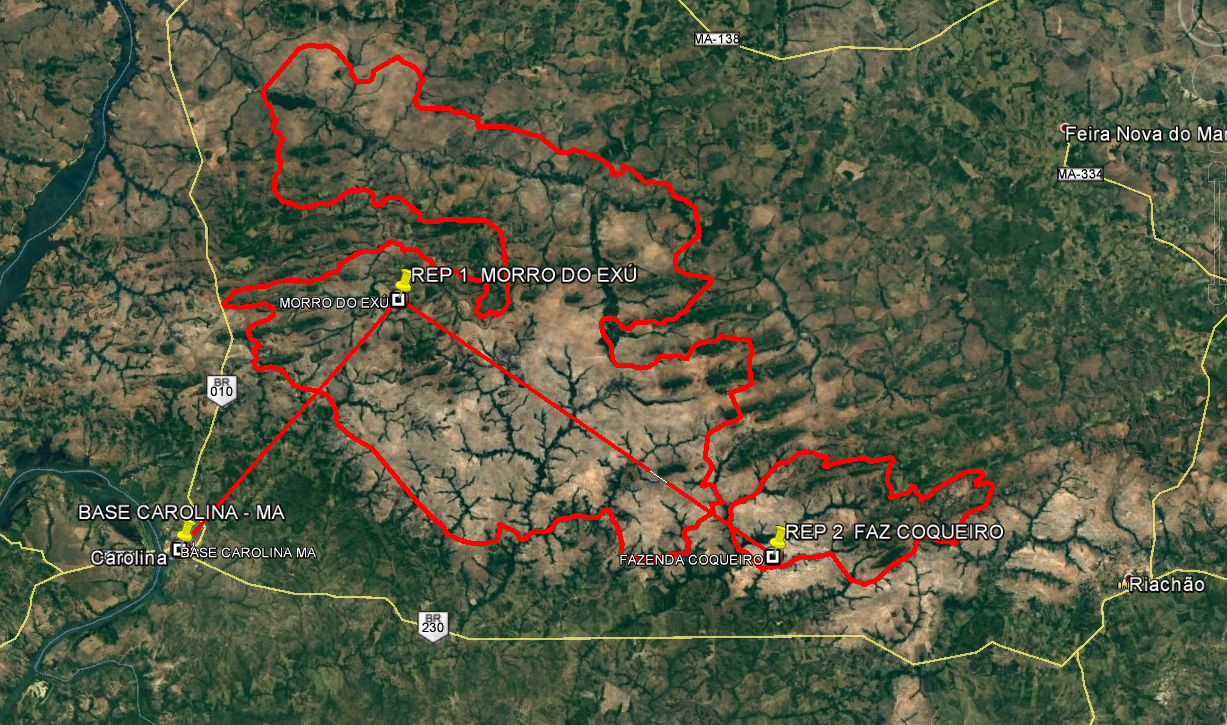 MA-138
Feira Nova do Mar
MA-334
REP 1 MORRO DO EXÚ
MORRO DO EXÚ
BR
010
BASE CAROLINA - MA
Carolina
BASE CAROLINA MA
REP 2 FAZ COQUEIRO
FAZENDA COQUEIRO
Riachão
BR
230